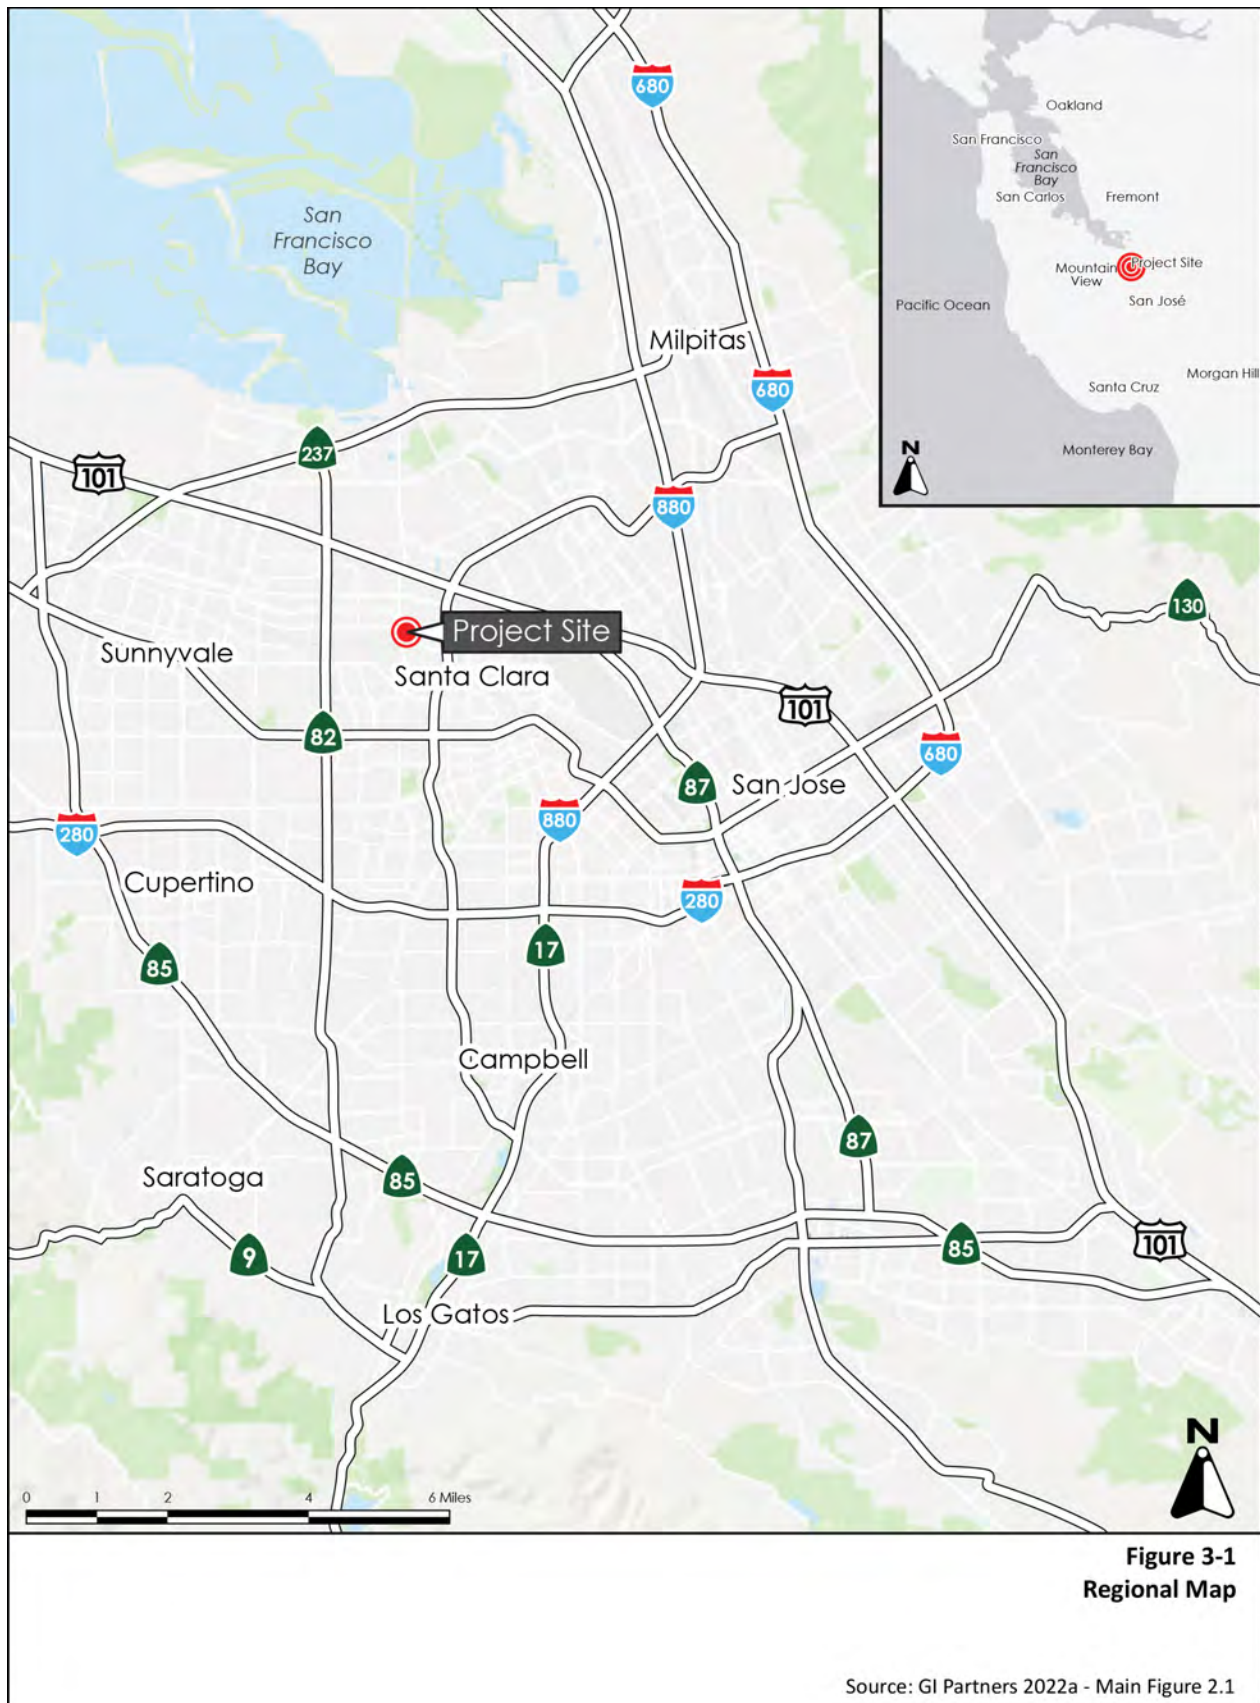 680
Oakland
San Francisco
San
Francisco
Bay
San Carlos
Fremont
Mountain
View
Project Site
San José
Pacific Ocean
Santa Cruz
Morgan Hill
Monterey Bay
N
San
Francisco
Bay
Milpitas
680
237
101
880
130
Project Site
Sunnyvale
Santa Clara
101
82
680
87
San Jose
280
880
Cupertino
280
17
85
Campbell
87
Saratoga
85
9
17
85
101
Los Gatos
N
0 1 2 4 6 Miles
Figure 3-1
Regional Map
Source: GI Partners 2022a - Main Figure 2.1